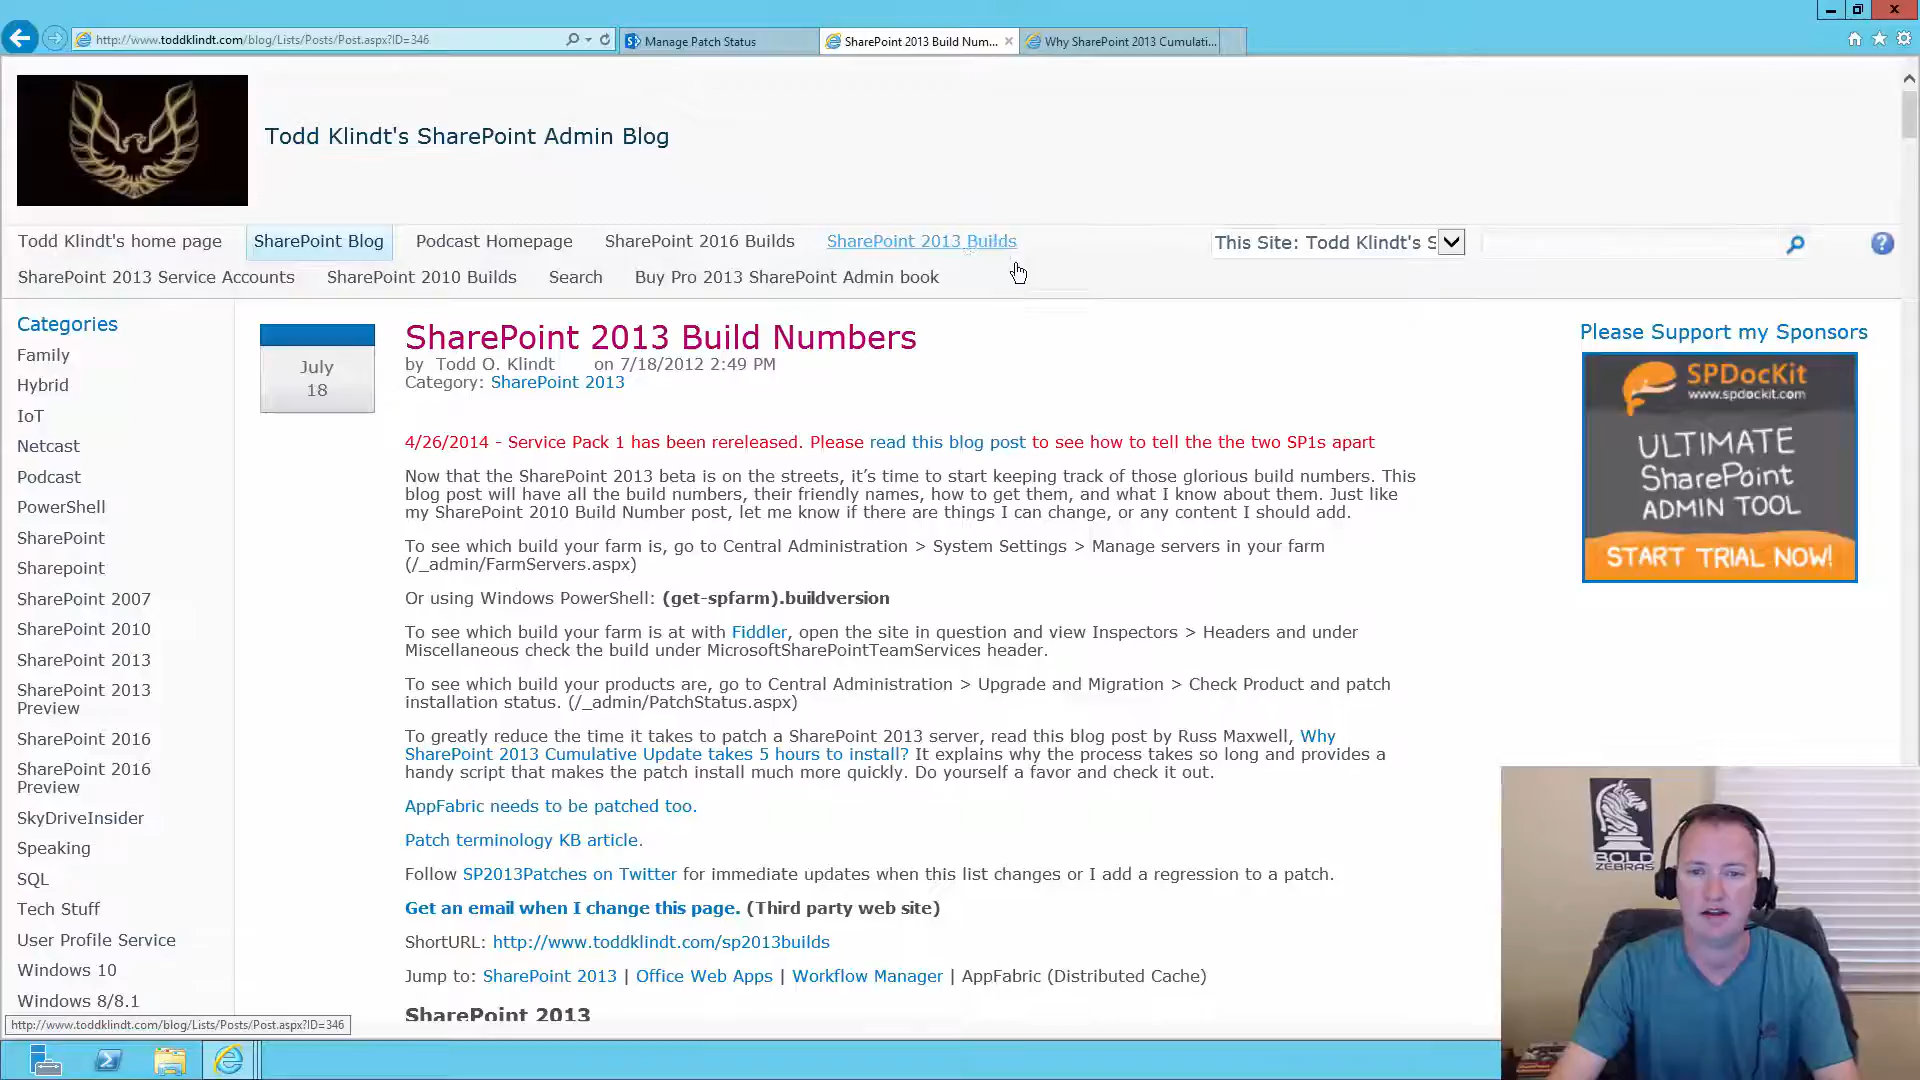 http://www.toddklindt.com/blog/Lists/Posts/Post.aspx?ID=346
Manage Patch Status
SharePoint 2013 Build Num...
Why SharePoint 2013 Cumulati...
Todd Klindt's SharePoint Admin Blog
Todd Klindt's home page
SharePoint Blog
Podcast Homepage
SharePoint 2016 Builds
SharePoint 2013 Builds
This Site: Todd Klindt's S
SharePoint 2013 Service Accounts
SharePoint 2010 Builds
Search
Buy Pro 2013 SharePoint Admin book
Categories
Family
Hybrid
IoT
Netcast
Podcast
PowerShell
SharePoint
Sharepoint
SharePoint 2007
SharePoint 2010
SharePoint 2013
SharePoint 2013
Preview
SharePoint 2016
SharePoint 2016
Preview
SkyDriveInsider
Speaking
SQL
Tech Stuff
User Profile Service
Windows 10
Windows 8/8.1
http://www.toddklindt.com/blog/Lists/Posts/Post.aspx?ID=346
July
18
SharePoint 2013 Build Numbers
by Todd O. Klindt on 7/18/2012 2:49 PM
Category: SharePoint 2013
4/26/2014 - Service Pack 1 has been rereleased. Please read this blog post to see how to tell the the two SP1s apart
Now that the SharePoint 2013 beta is on the streets, it's time to start keeping track of those glorious build numbers. This
blog post will have all the build numbers, their friendly names, how to get them, and what I know about them. Just like
my SharePoint 2010 Build Number post, let me know if there are things I can change, or any content I should add.
To see which build your farm is, go to Central Administration > System Settings > Manage servers in your farm
(/_admin/FarmServers.aspx)
Or using Windows PowerShell: (get-spfarm).buildversion
To see which build your farm is at with Fiddler, open the site in question and view Inspectors > Headers and under
Miscellaneous check the build under MicrosoftSharePointTeamServices header.
To see which build your products are, go to Central Administration > Upgrade and Migration > Check Product and patch
installation status. (/_admin/PatchStatus.aspx)
To greatly reduce the time it takes to patch a SharePoint 2013 server, read this blog post by Russ Maxwell, Why
SharePoint 2013 Cumulative Update takes 5 hours to install? It explains why the process takes so long and provides a
handy script that makes the patch install much more quickly. Do yourself a favor and check it out.
AppFabric needs to be patched too.
Patch terminology KB article.
Follow SP2013Patches on Twitter for immediate updates when this list changes or I add a regression to a patch.
Get an email when I change this page. (Third party web site)
ShortURL: http://www.toddklindt.com/sp2013builds
Jump to: SharePoint 2013 | Office Web Apps | Workflow Manager | AppFabric (Distributed Cache)
SharePoint 2013
Please Support my Sponsors
SPDocKit
www.spdockit.com
ULTIMATE
SharePoint
ADMIN TOOL
START TRIAL NOW!
BOLD
ZEBRAS